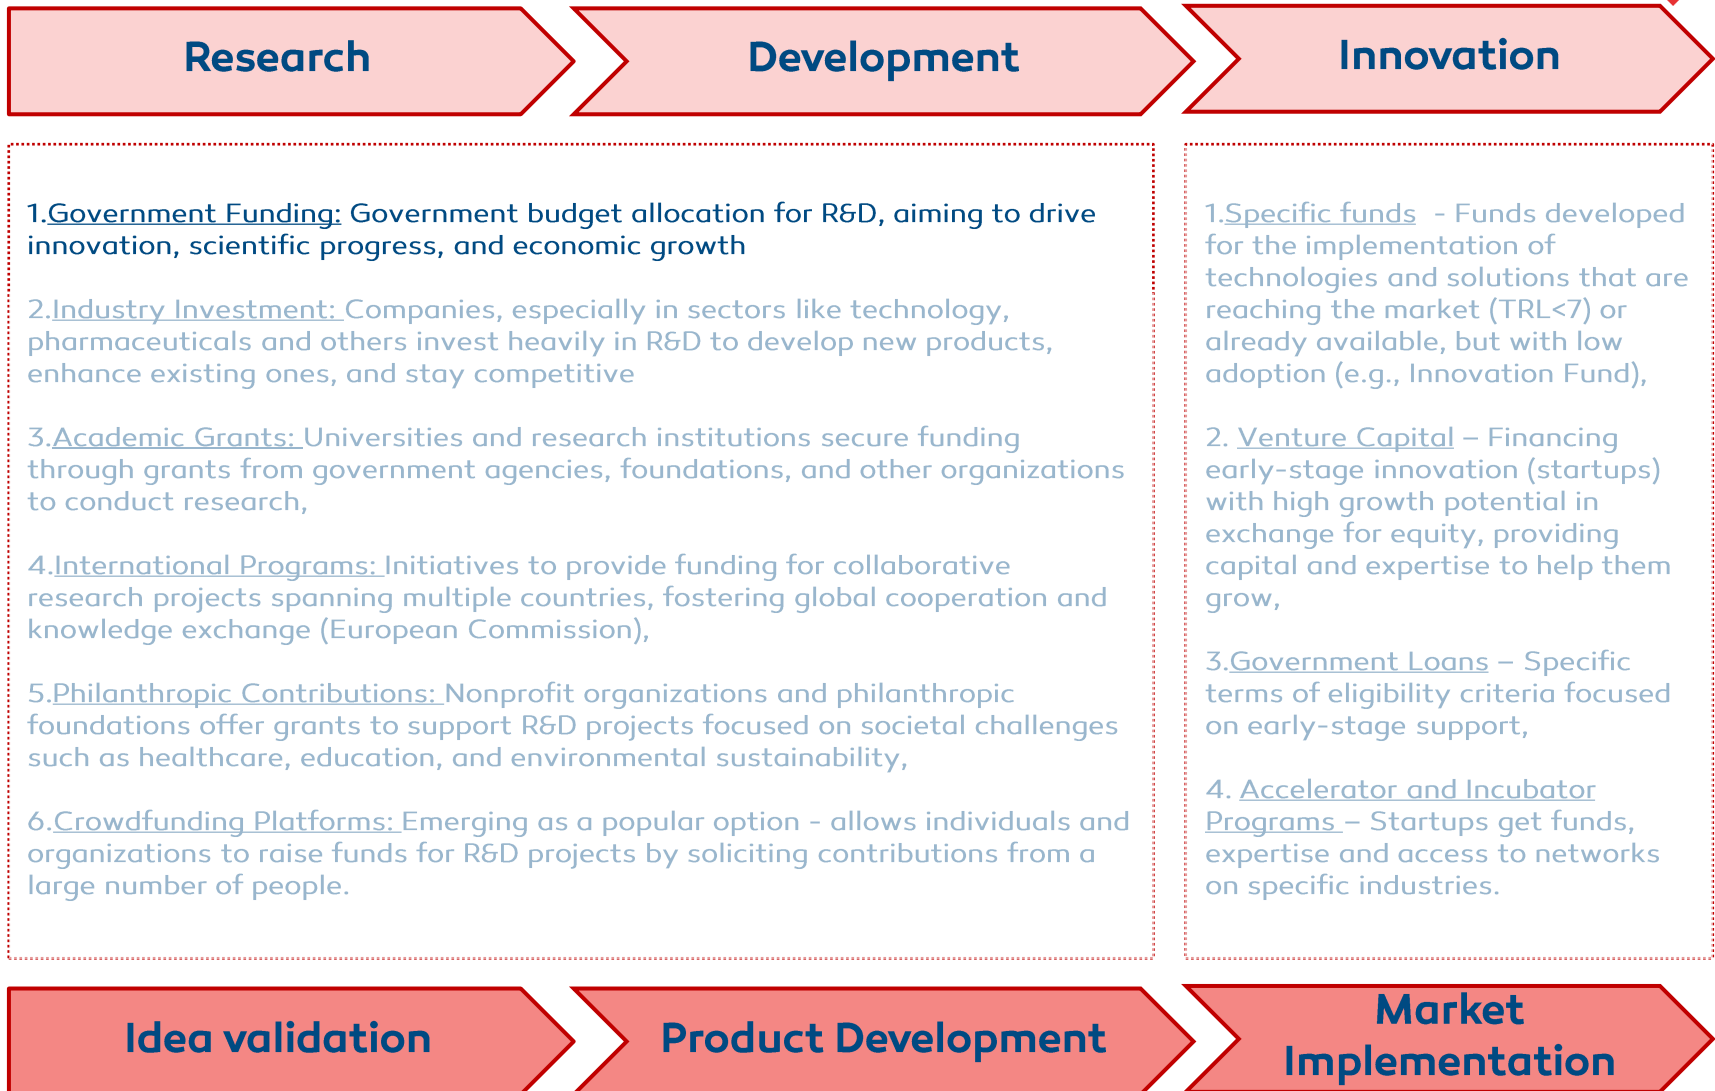 Research
Development
Innovation
1.Government Funding: Government budget allocation for R&D, aiming to drive
innovation, scientific progress, and economic growth
2.Industry Investment: Companies, especially in sectors like technology,
pharmaceuticals and others invest heavily in R&D to develop new products,
enhance existing ones, and stay competitive
3.Academic Grants: Universities and research institutions secure funding
through grants from government agencies, foundations, and other organizations
to conduct research,
4.International Programs: Initiatives to provide funding for collaborative
research projects spanning multiple countries, fostering global cooperation and
knowledge exchange (European Commission),
5.Philanthropic Contributions: Nonprofit organizations and philanthropic
foundations offer grants to support R&D projects focused on societal challenges
such as healthcare, education, and environmental sustainability,
6.Crowdfunding Platforms: Emerging as a popular option - allows individuals and
organizations to raise funds for R&D projects by soliciting contributions from a
large number of people.
1.Specific funds - Funds developed
for the implementation of
technologies and solutions that are
reaching the market (TRL<7) or
already available, but with low
adoption (e.g., Innovation Fund),
2. Venture Capital – Financing
early-stage innovation (startups)
with high growth potential in
exchange for equity, providing
capital and expertise to help them
grow,
3.Government Loans – Specific
terms of eligibility criteria focused
on early-stage support,
4. Accelerator and Incubator
Programs – Startups get funds,
expertise and access to networks
on specific industries.
Idea validation
Product Development
Market
Implementation